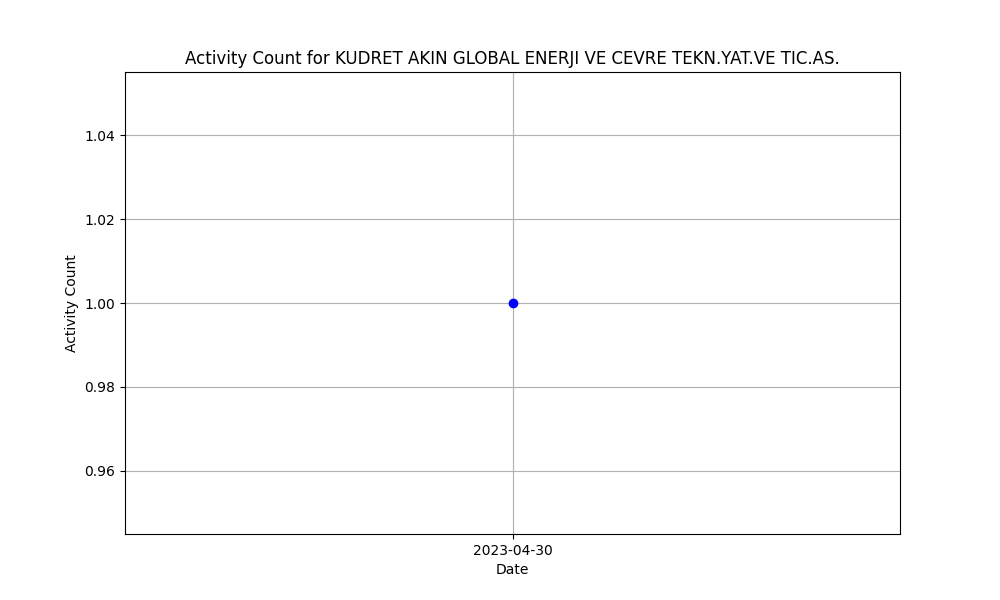 Activity Count for KUDRET AKIN GLOBAL ENERJI VE CEVRE TEKN.YAT.VE TIC.AS.
1.04
1.02
1.00
0.98
0.96
Activity Count
2023-04-30
Date